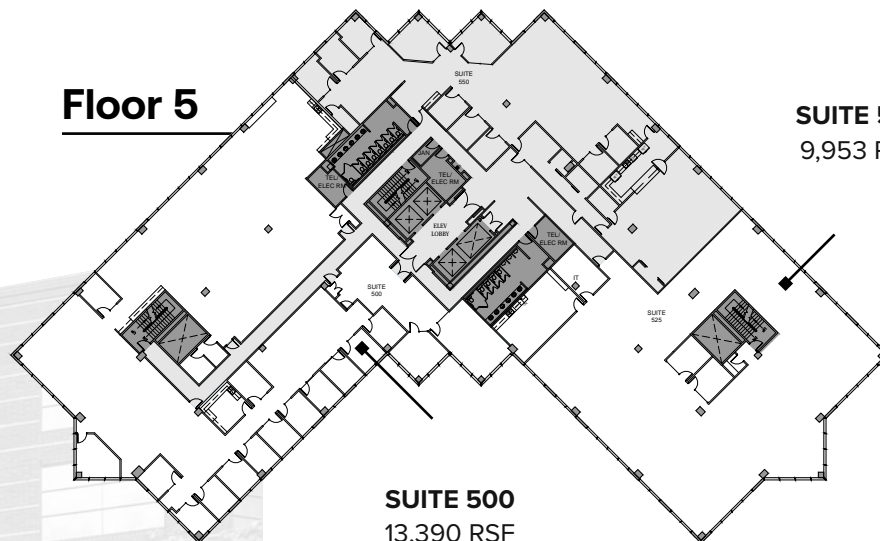 Floor 5
SUITE
550
SUITE 5
9,953 R
JAN
TEL/
ELEC RM
TEL/
ELEC RM
ELEV
LOBBY
TEL/
ELEC RM
IT
SUITE
500
SUITE
525
SUITE 500
13,390 RSF